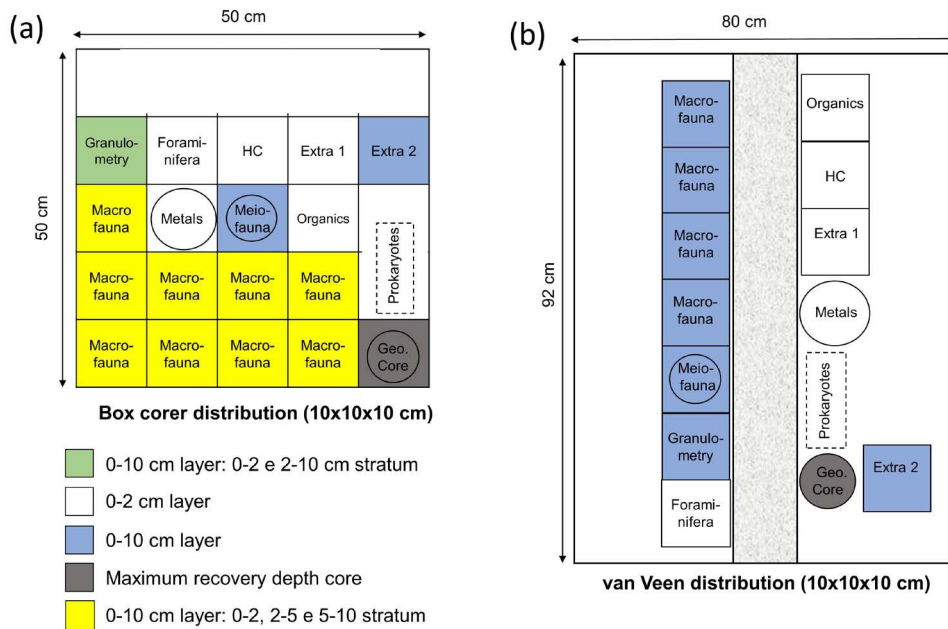 (a)
50 cm
50 cm
Granulo-
metry
Forami-
nifera
HC
Extra 1
Extra 2
Macro
fauna
Metals
Meio-
fauna
Organics
Prokaryotes
Macro-
fauna
Macro-
fauna
Macro-
fauna
Macro-
fauna
Macro-
fauna
Macro-
fauna
Macro-
fauna
Macro-
fauna
Geo.
Core
Box corer distribution (10x10x10 cm)
0-10 cm layer: 0-2 e 2-10 cm stratum
0-2 cm layer
0-10 cm layer
Maximum recovery depth core
0-10 cm layer: 0-2, 2-5 e 5-10 stratum
(b)
80 cm
92 cm
Macro-
fauna
Macro-
fauna
Macro-
fauna
Macro-
fauna
Meio-
fauna
Granulo-
metry
Forami-
nifera
Organics
HC
Extra 1
Metals
Prokaryotes
Geo.
Core
Extra 2
van Veen distribution (10x10x10 cm)